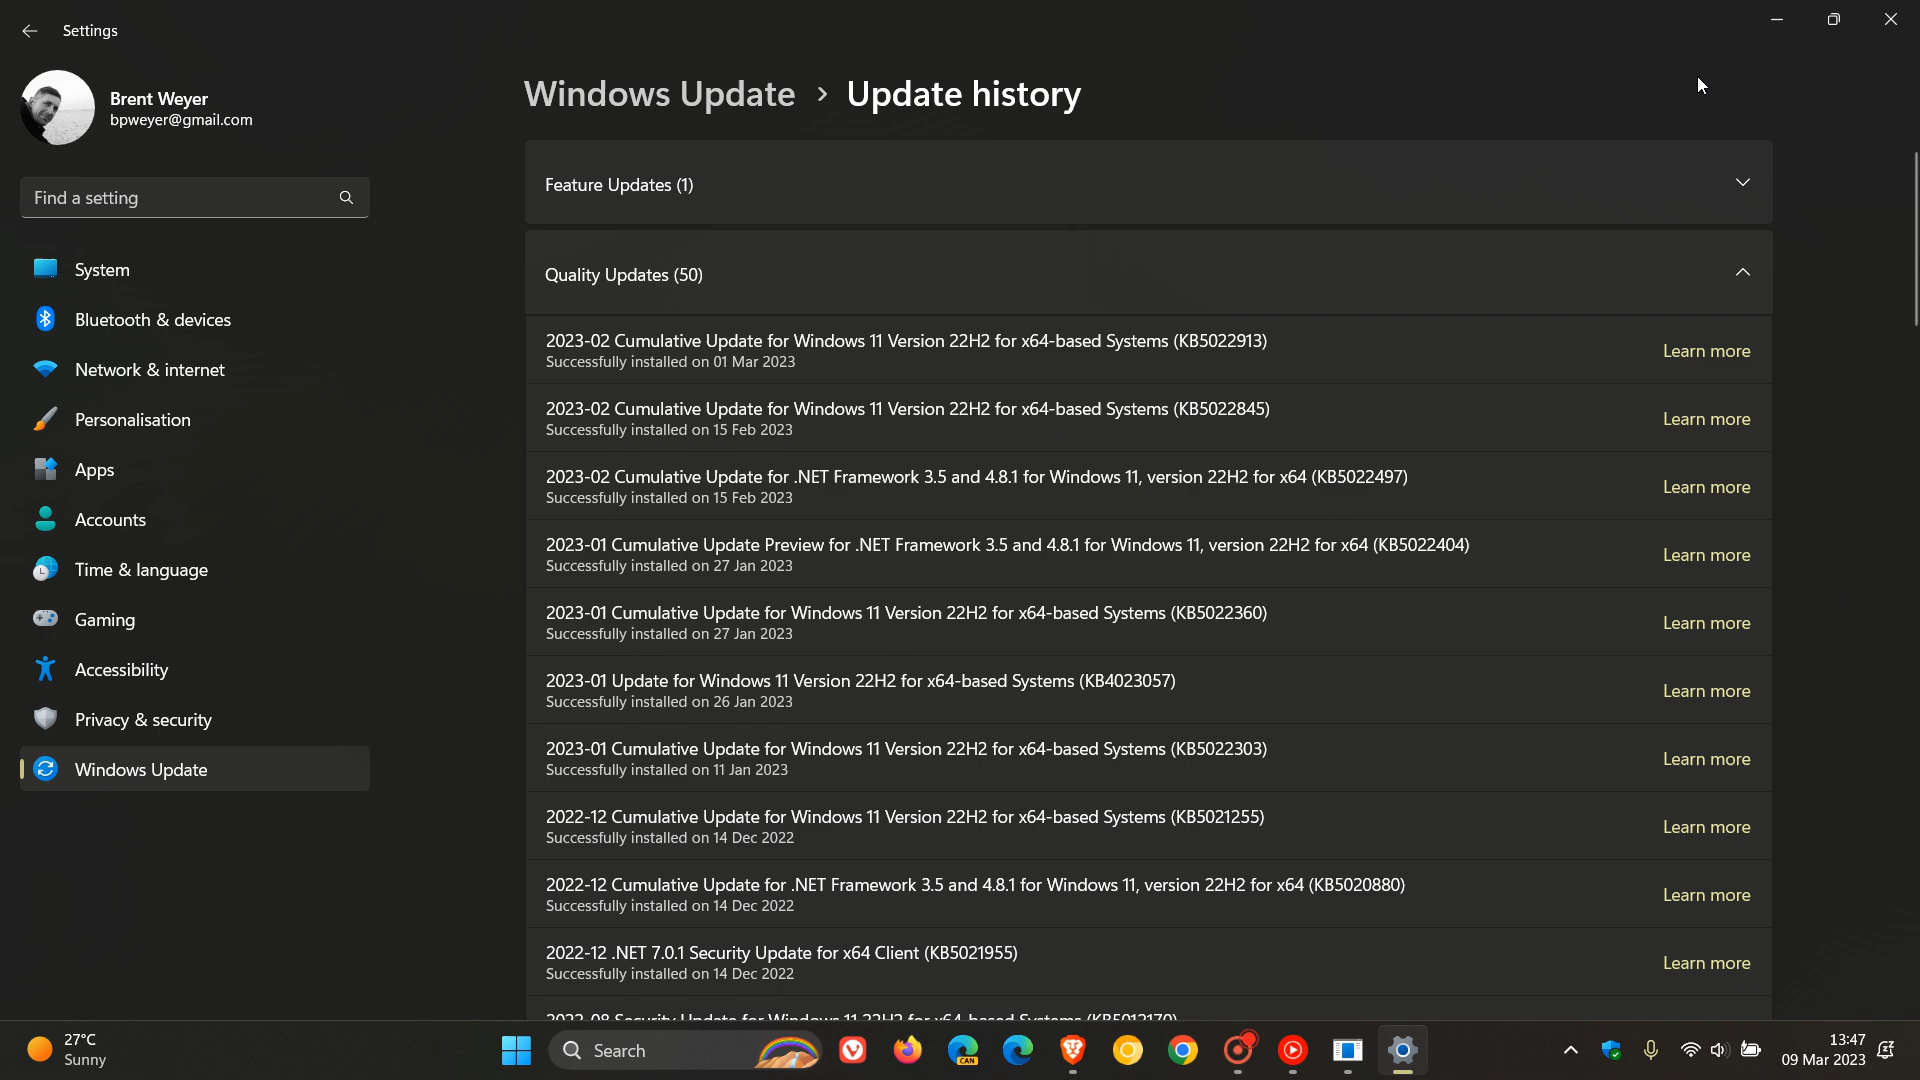 Settings
Brent Weyer
bpweyer@gmail.com
Find a setting
System
Bluetooth & devices
Network & internet
Personalisation
Apps
Accounts
Time & language
Gaming
Accessibility
Privacy & security
Windows Update
Windows Update > Update history
Feature Updates (1)
Quality Updates (50)
2023-02 Cumulative Update for Windows 11 Version 22H2 for x64-based Systems (KB5022913)
Successfully installed on 01 Mar 2023
Learn more
2023-02 Cumulative Update for Windows 11 Version 22H2 for x64-based Systems (KB5022845)
Successfully installed on 15 Feb 2023
Learn more
2023-02 Cumulative Update for .NET Framework 3.5 and 4.8.1 for Windows 11, version 22H2 for x64 (KB5022497)
Successfully installed on 15 Feb 2023
Learn more
2023-01 Cumulative Update Preview for .NET Framework 3.5 and 4.8.1 for Windows 11, version 22H2 for x64 (KB5022404)
Successfully installed on 27 Jan 2023
Learn more
2023-01 Cumulative Update for Windows 11 Version 22H2 for x64-based Systems (KB5022360)
Successfully installed on 27 Jan 2023
Learn more
2023-01 Update for Windows 11 Version 22H2 for x64-based Systems (KB4023057)
Successfully installed on 26 Jan 2023
Learn more
2023-01 Cumulative Update for Windows 11 Version 22H2 for x64-based Systems (KB5022303)
Successfully installed on 11 Jan 2023
Learn more
2022-12 Cumulative Update for Windows 11 Version 22H2 for x64-based Systems (KB5021255)
Successfully installed on 14 Dec 2022
Learn more
2022-12 Cumulative Update for .NET Framework 3.5 and 4.8.1 for Windows 11, version 22H2 for x64 (KB5020880)
Successfully installed on 14 Dec 2022
Learn more
2022-12 .NET 7.0.1 Security Update for x64 Client (KB5021955)
Successfully installed on 14 Dec 2022
Learn more
2022-08 Security Update for Windows 11 22H2 for x64-based Systems (KB5012170)
27°C
Sunny
Search
CAN
13:47
09 Mar 2023